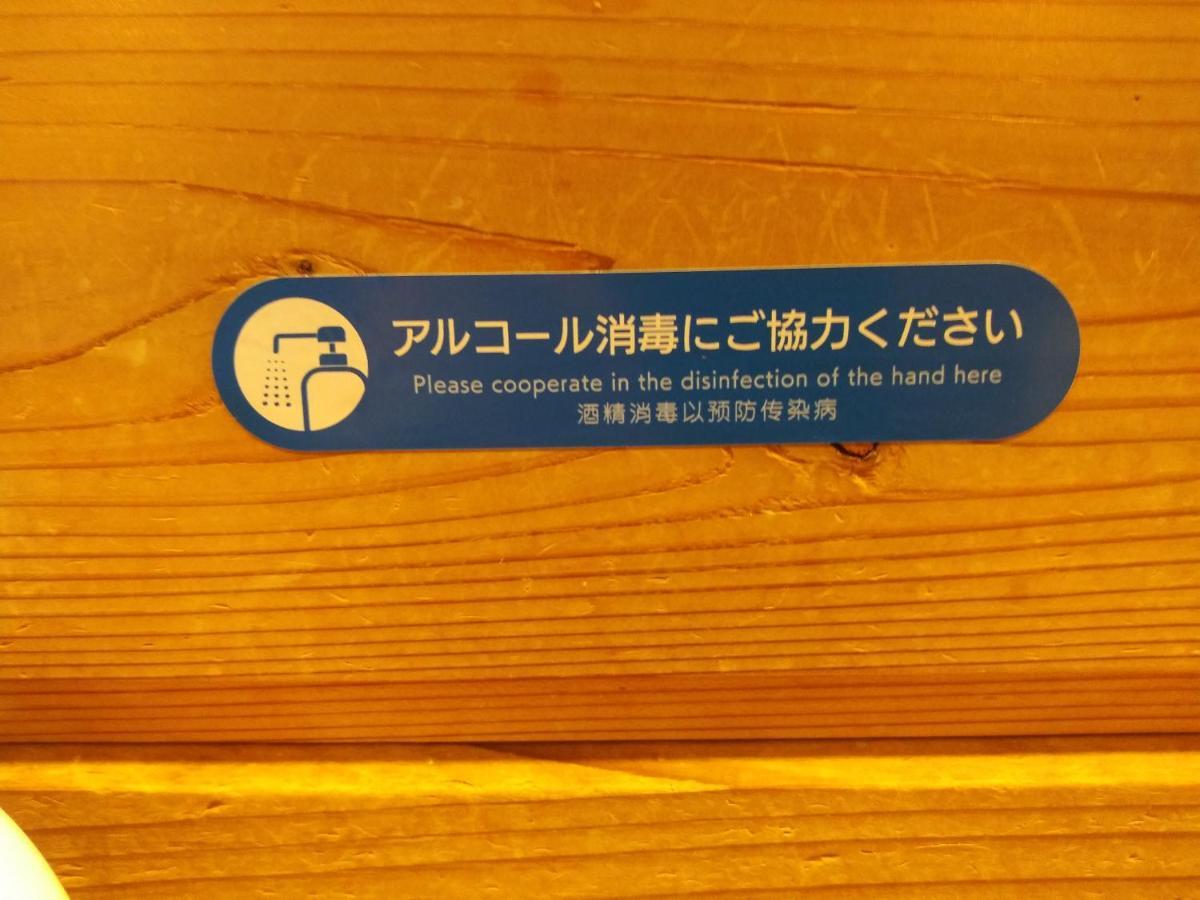 アルコール消毒にご協力ください
Please cooperate in the disinfection of the hand here
酒精消毒以预防传染病